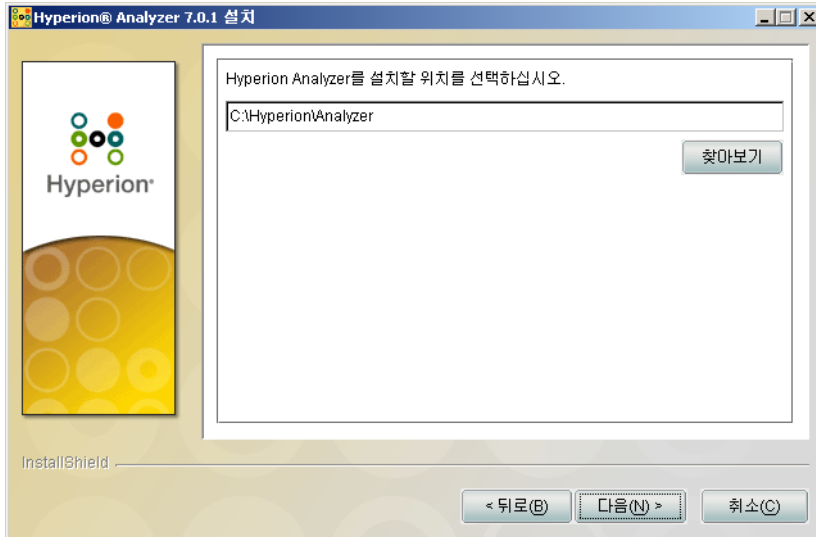 Hyperion® Analyzer 7.0.1 설치
Hyperion Analyzer를 설치할 위치를 선택하십시오.
C:\Hyperion\Analyzer
찾아보기
Hyperion
InstallShield
< 뒤로(B)
다음(N) >
취소(C)